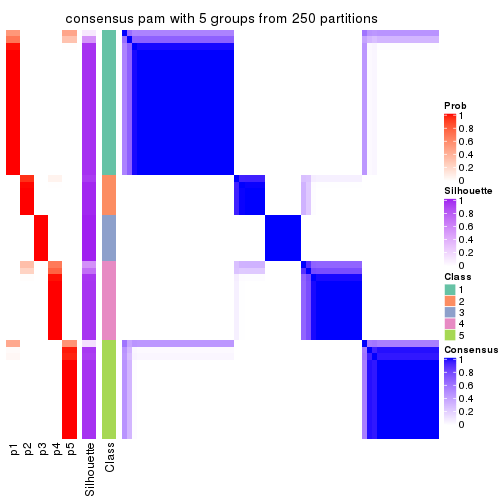 consensus pam with 5 groups from 250 partitions
Prob
1
0.8
0.6
0.4
0.2
0
Silhouette
1
0.8
0.6
0.4
0.2
0
Class
1
2
3
4
5
Consensus
1
0.8
0.6
0.4
0.2
0
p1
p2
p3
p4
p5
Silhouette
Class